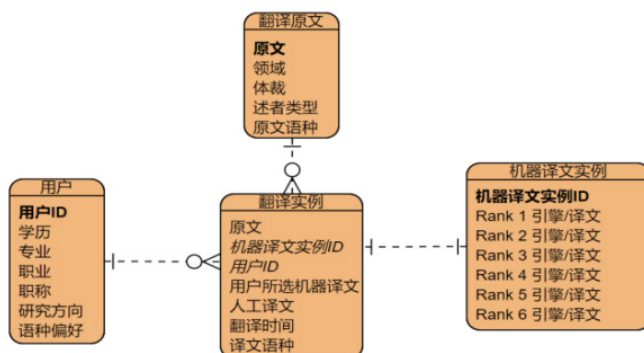 翻译原文
原文
领域
体裁
述者类型
原文语种
用户
用户ID
学历
专业
职业
职称
研究方向
语种偏好
翻译实例
原文
机器译文实例ID
用户ID
用户所选机器译文
人工译文
翻译时间
译文语种
机器译文实例
机器译文实例ID
Rank 1 引擎/译文
Rank 2 引擎/译文
Rank 3 引擎/译文
Rank 4 引擎/译文
Rank 5 引擎/译文
Rank 6 引擎/译文